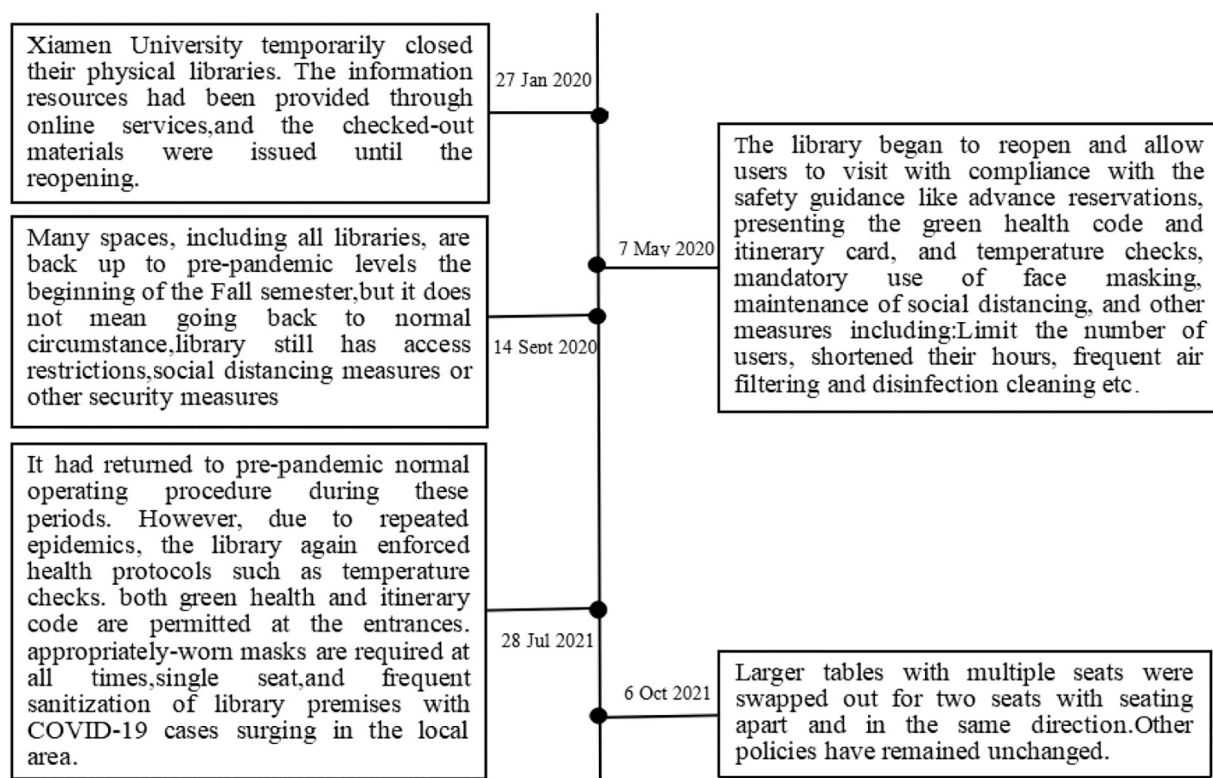 Xiamen University temporarily closed
their physical libraries. The information
resources had been provided through
online services,and the checked-out
materials were issued until the
reopening.
27 Jan 2020
The library began to reopen and allow
users to visit with compliance with the
safety guidance like advance reservations,
presenting the green health code and
itinerary card, and temperature checks,
mandatory use of face masking,
maintenance of social distancing, and other
measures including:Limit the number of
users, shortened their hours, frequent air
filtering and disinfection cleaning etc.
7 May 2020
Many spaces, including all libraries, are
back up to pre-pandemic levels the
beginning of the Fall semester,but it does
not mean going back to normal
circumstance,library still has access
restrictions,social distancing measures or
other security measures
14 Sept 2020
It had returned to pre-pandemic normal
operating procedure during these
periods. However, due to repeated
epidemics, the library again enforced
health protocols such as temperature
checks. both green health and itinerary
code are permitted at the entrances.
appropriately-worn masks are required at
all times,single seat,and frequent
sanitization of library premises with
COVID-19 cases surging in the local
area.
28 Jul 2021
6 Oct 2021
Larger tables with multiple seats were
swapped out for two seats with seating
apart and in the same direction.Other
policies have remained unchanged.